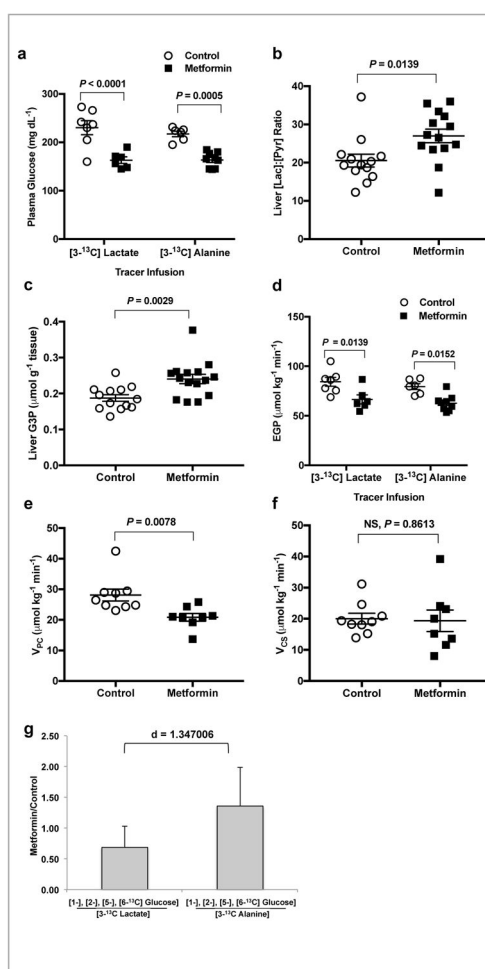 a
Control
Metformin
P < 0.0001
P = 0.0005
Plasma Glucose (mg dL-1)
300
200
100
0
[3-13C] Lactate [3-13C] Alanine
Tracer Infusion
b
P = 0.0139
Liver [Lac]:[Pyr] Ratio
40
30
20
10
0
Control Metformin
c
P = 0.0029
Liver G3P (μmol g-1 tissue)
0.4
0.3
0.2
0.1
0.0
Control Metformin
d
Control
Metformin
P = 0.0139
P = 0.0152
EGP (μmol kg-1 min-1)
150
100
50
0
[3-13C] Lactate [3-13C] Alanine
Tracer Infusion
e
P = 0.0078
VPC (μmol kg-1 min-1)
50
40
30
20
10
0
Control Metformin
f
NS, P = 0.8613
VCS (μmol kg-1 min-1)
50
40
30
20
10
0
Control Metformin
g
d = 1.347006
Metformin/Control
2.50
2.00
1.50
1.00
0.50
0.00
[1-], [2-], [5-], [6-13C] Glucose]
[3-13C Lactate]
[1-], [2-], [5-], [6-13C] Glucose]
[3-13C Alanine]